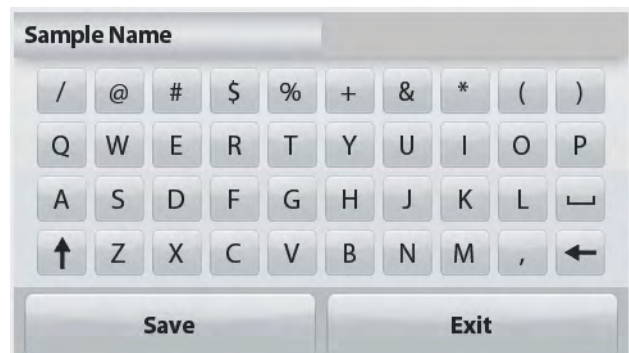 Sample Name
/ @ # $ % + & * ( )
Q W E R T Y U I O P
A S D F G H J K L
Z X C V B N M ,
Save Exit